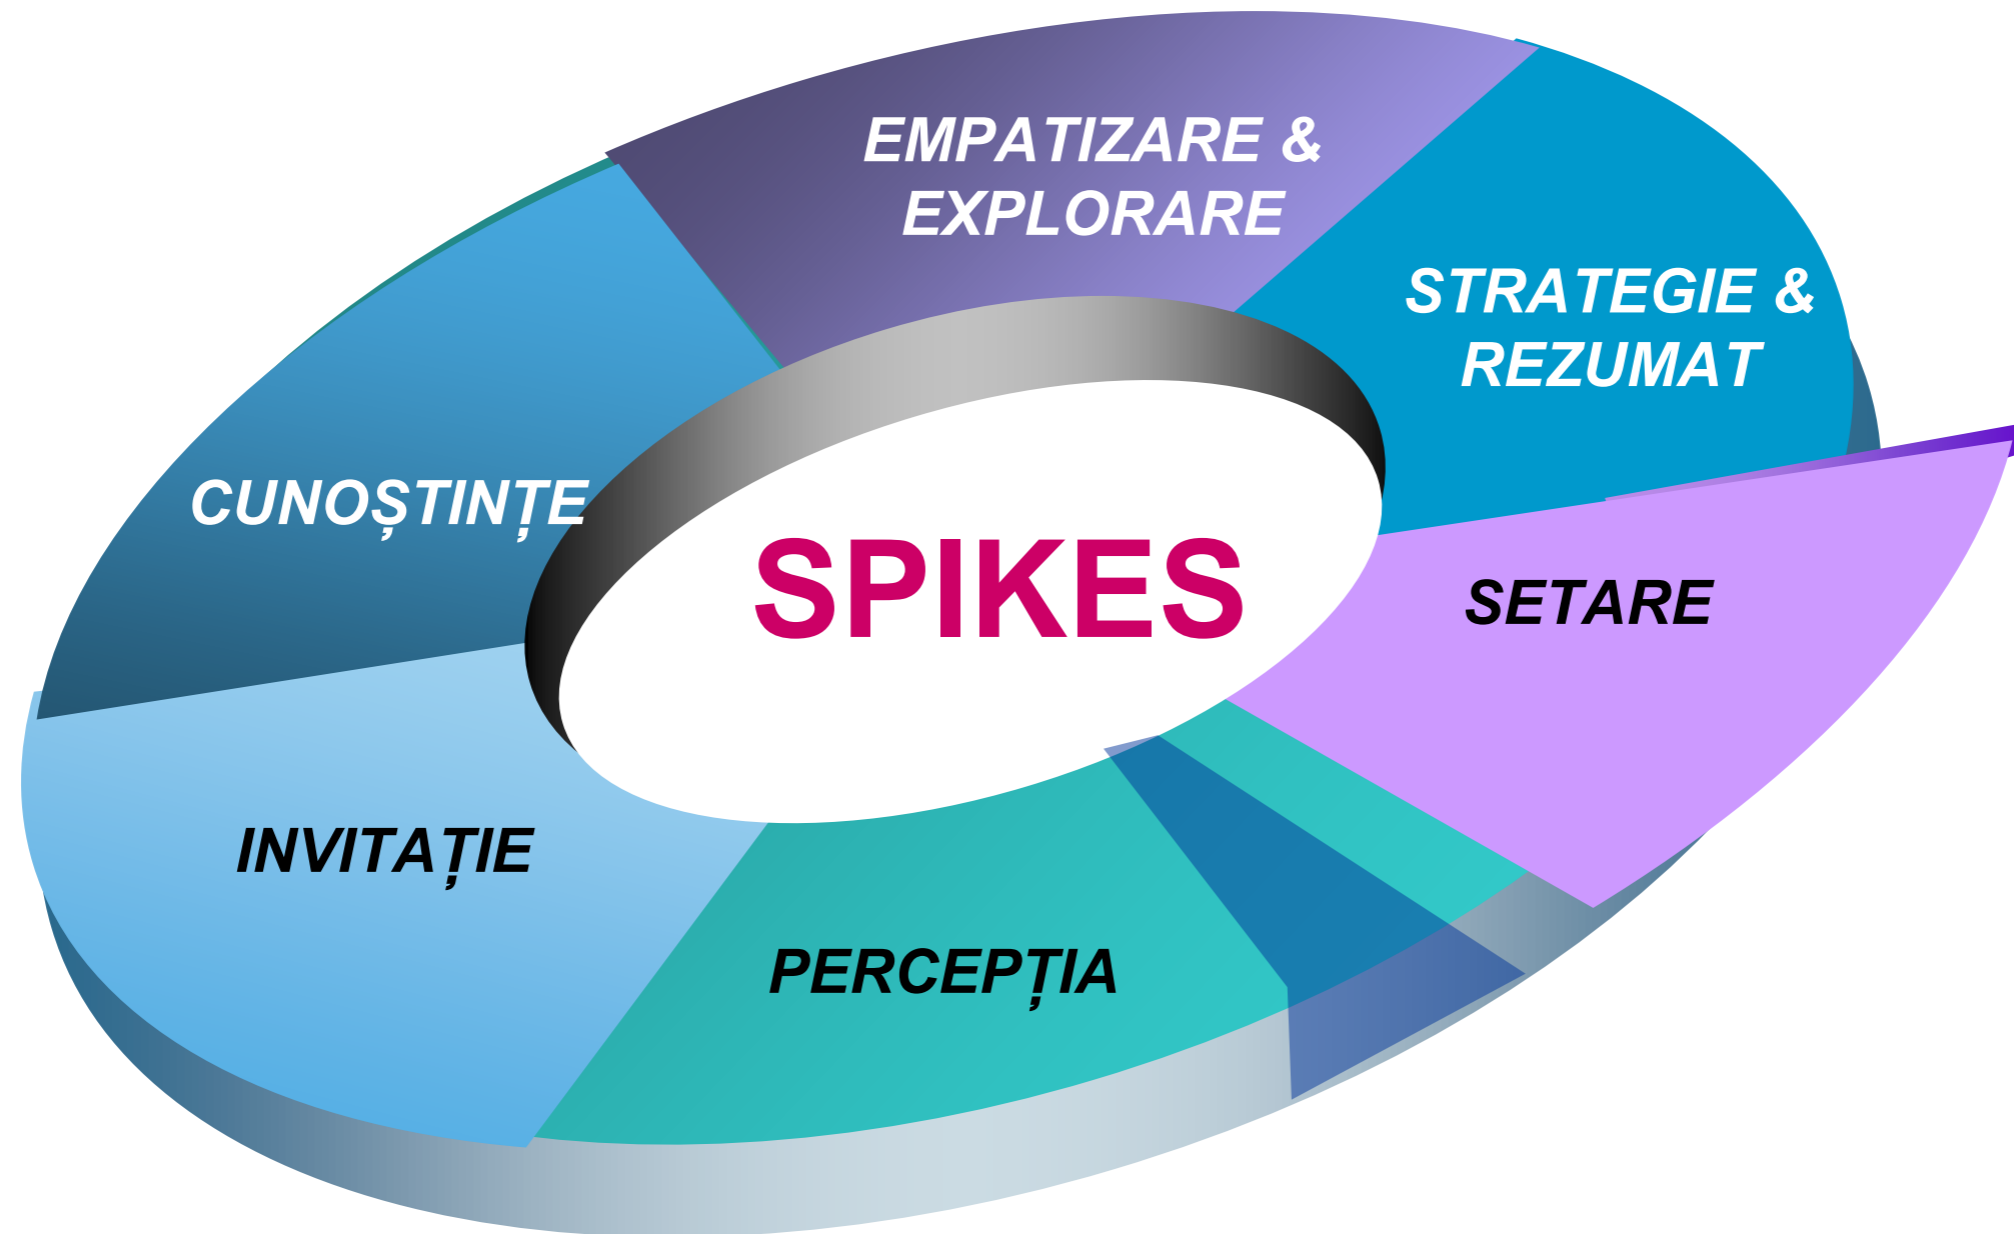 EMPATIZARE &
EXPLORARE
STRATEGIE &
REZUMAT
CUNOȘTINȚE
SPIKES
SETARE
INVITAȚIE
PERCEPȚIA